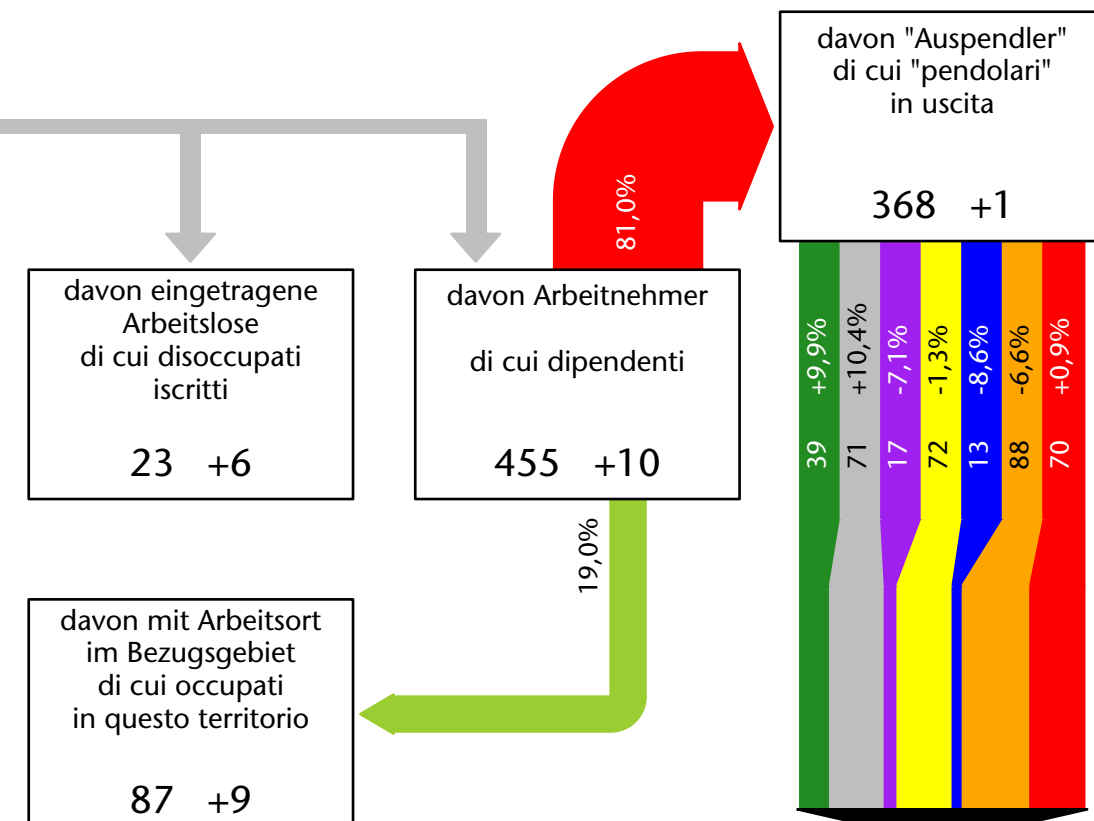 davon "Auspendler"
di cui "pendolari"
in uscita
368 +1
81,0%
davon eingetragene
Arbeitslose
di cui disoccupati
iscritti
23 +6
davon Arbeitnehmer
di cui dipendenti
455 +10
39 +9,9%
71 +10,4%
17 -7,1%
72 -1,3%
13 -8,6%
88 -6,6%
70 +0,9%
19,0%
davon mit Arbeitsort
im Bezugsgebiet
di cui occupati
in questo territorio
87 +9